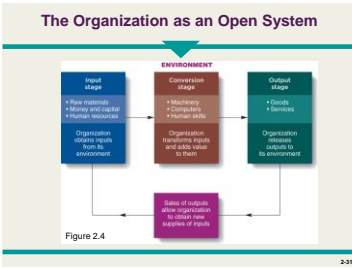 The Organization as an Open System
ENVIRONMENT
Input
stage
• Raw materials
• Money and capital
• Human resources
Organization
obtains inputs
from its
environment
Conversion
stage
• Machinery
• Computers
• Human skills
Organization
transforms inputs
and adds value
to them
Output
stage
• Goods
• Services
Organization
releases
outputs to
its environment
Sales of outputs
allow organization
to obtain new
supplies of inputs
Figure 2.4
2-31